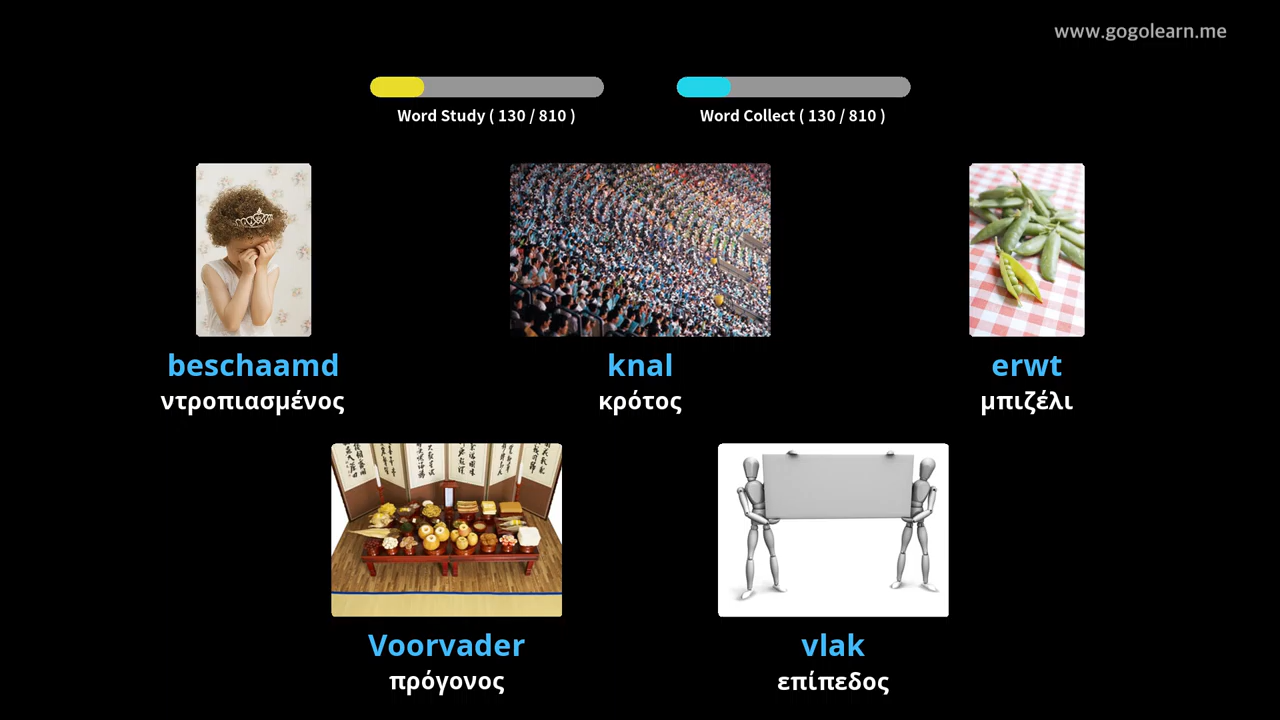 www.gogolearn.me
Word Study ( 130 / 810 )
Word Collect ( 130 / 810 )
beschaamd
ντροπιασμένος
knal
κρότος
erwt
μπιζέλι
Voorvader
πρόγονος
vlak
επίπεδος